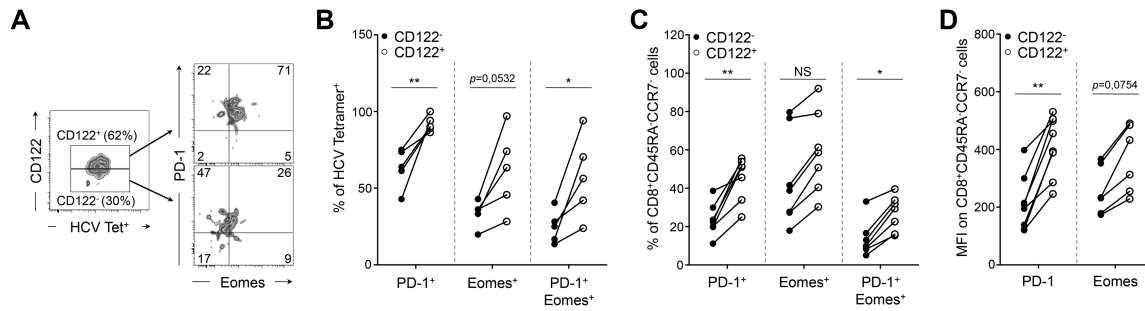 A
CD122
CD122⁺ (62%)
CD122⁻ (30%)
HCV Tet⁺
PD-1
22
71
2
5
47
26
17
9
Eomes
B
% of HCV Tetramer⁺
150
100
50
0
CD122⁻
CD122⁺
**
p=0,0532
*
PD-1⁺
Eomes⁺
PD-1⁺
Eomes⁺
C
% of CD8⁺CD45RA⁻CCR7⁻ cells
120
100
80
60
40
20
0
CD122⁻
CD122⁺
**
NS
*
PD-1⁺
Eomes⁺
PD-1⁺
Eomes⁺
D
MFI on CD8⁺CD45RA⁻CCR7⁻ cells
800
600
400
200
0
CD122⁻
CD122⁺
**
p=0,0754
PD-1
Eomes